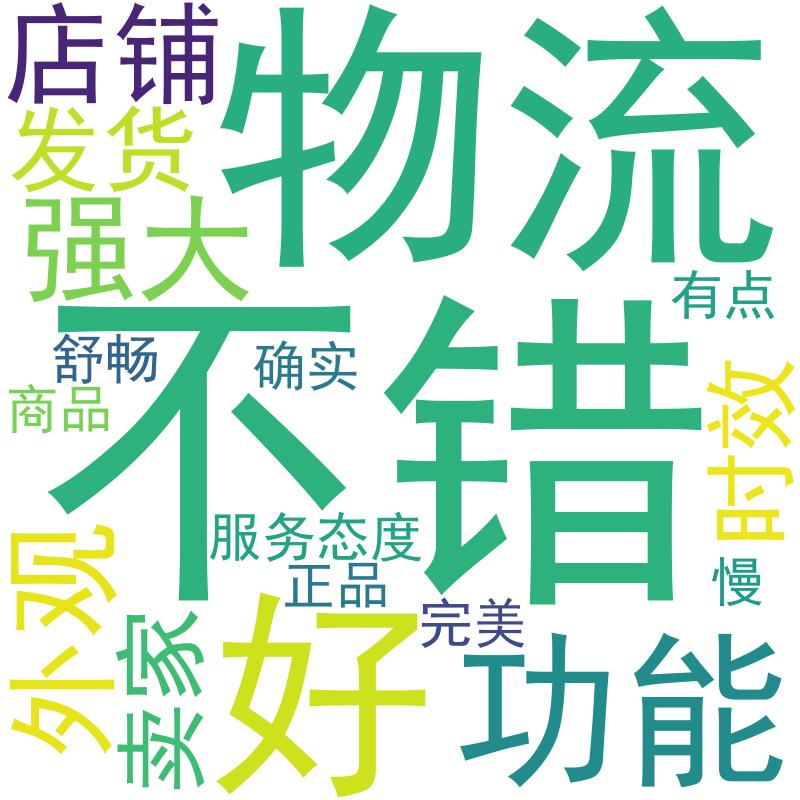 店铺
物流
发货
强大
有点
不错
舒畅
确实
商品
时效
服务态度
外观
正品
慢
好
完美
卖家
功能